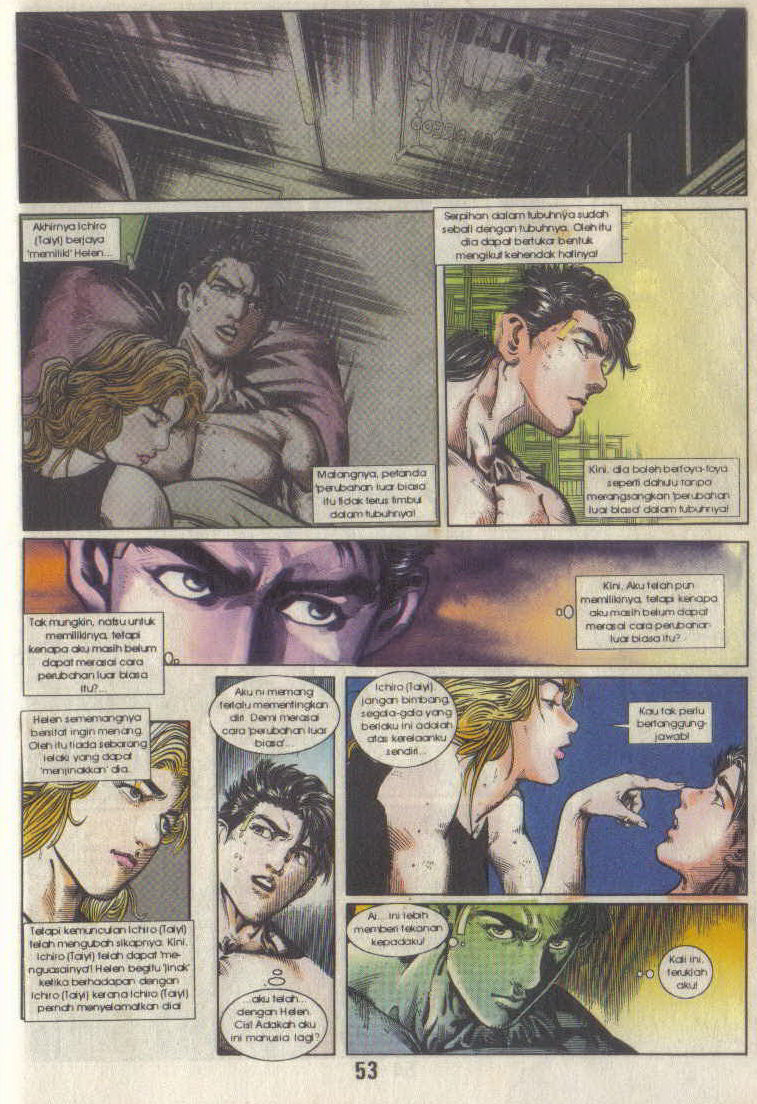 Akhirnya Ichiro
(Taiyi) berjaya
'memiliki' Helen...
Malangnya, petanda
'perubahan luar biasa
itu tidak terus timbul
dalam tubuhnya!
Serpihan dalam tubuhnya sudah
sebati dengan tubuhnya. Oleh itu
dia dapat bertukar bentuk
mengikut kehendak hatinya!
Kini, dia boleh berfoya-foya
seperti dahulu tanpa
merangsangkan 'perubahan
luar biasa' dalam tubuhnya!
Tak mungkin, nafsu untuk
memilikinya, tetapi
kenapa aku masih belum
dapat merasai cara
perubahan luar biasa
itu?...
Kini, Aku telah pun
memilikinya, tetapi kenapa
aku masih belum dapat
merasai cara perubahan
luar biasa itu?
Helen sememangnya
bersifat ingin menang.
Oleh itu tiada sebarang
lelaki yang dapat
'menjinakkan' dia.
Tetapi kemunculan Ichiro (Taiyi)
telah mengubah sikapnya. Kini,
Ichiro (Taiyi) telah dapat 'me-
nguasainya'! Helen begitu 'jinak'
ketika berhadapan dengan
Ichiro (Taiyi) kerana Ichiro (Taiyi)
pernah menyelamatkan dia!
Aku ni memang
terlalu mementingkan
diri. Demi merasai
cara 'perubahan luar
biasa'...
...aku telah...
dengan Helen.
Cis! Adakah aku
ini manusia lagi?
Ichiro (Taiyi),
jangan bimbang,
segala-gala yang
berlaku ini adalah
atas kerelaanku
sendiri...
Kau tak perlu
bertanggung-
jawab!
Ai... ini lebih
memberi tekanan
kepadaku!
Kali ini,
teruklah
aku!
53